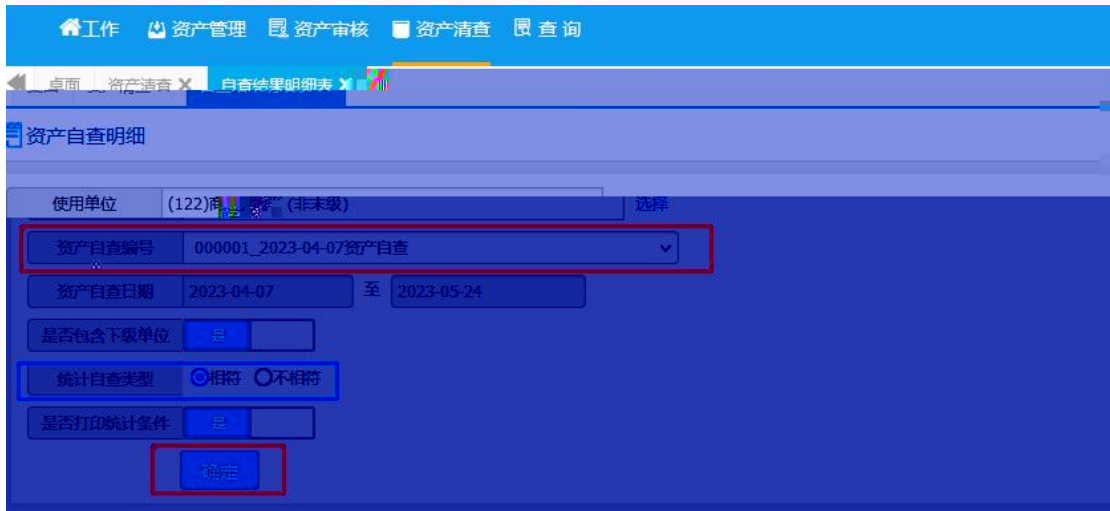 工作 资产管理 资产审核 资产清查 查询
桌面 资产清查 自查结果明细表
资产自查明细
使用单位 (122)商 (非末级) 选择
资产自查编号 000001_2023-04-07资产自查
资产自查日期 2023-04-07 至 2023-05-24
是否包含下级单位 是
统计自查类型 相符 不相符
是否打印统计条件 是
确定